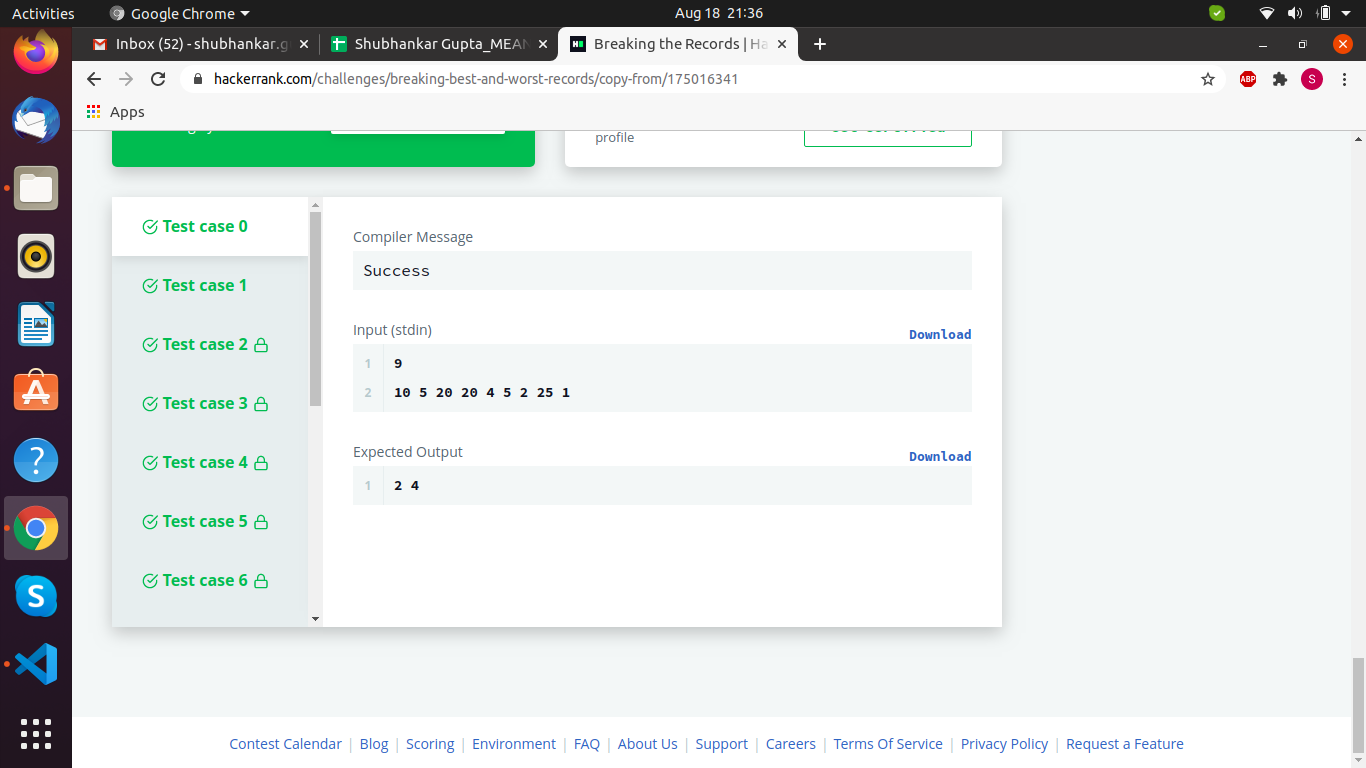 Activities
Google Chrome
Aug 18 21:36
Inbox (52) - shubhankar.g
Shubhankar Gupta_MEAN
Breaking the Records | Ha
hackerrank.com/challenges/breaking-best-and-worst-records/copy-from/175016341
ABP
S
Apps
profile
Test case 0
Test case 1
Test case 2
Test case 3
Test case 4
Test case 5
Test case 6
Compiler Message
Success
Input (stdin)
Download
1 9
2 10 5 20 20 4 5 2 25 1
Expected Output
Download
1 2 4
Contest Calendar | Blog | Scoring | Environment | FAQ | About Us | Support | Careers | Terms Of Service | Privacy Policy | Request a Feature